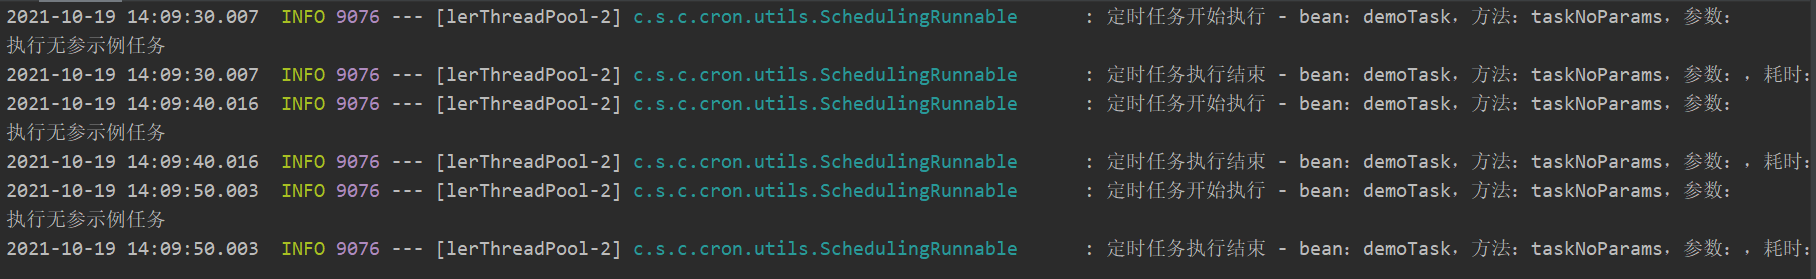 2021-10-19 14:09:30.007  INFO 9076 --- [lerThreadPool-2] c.s.c.cron.utils.SchedulingRunnable      : 定时任务开始执行 - bean：demoTask，方法：taskNoParams，参数：
执行无参示例任务
2021-10-19 14:09:30.007  INFO 9076 --- [lerThreadPool-2] c.s.c.cron.utils.SchedulingRunnable      : 定时任务执行结束 - bean：demoTask，方法：taskNoParams，参数：，耗时：
2021-10-19 14:09:40.016  INFO 9076 --- [lerThreadPool-2] c.s.c.cron.utils.SchedulingRunnable      : 定时任务开始执行 - bean：demoTask，方法：taskNoParams，参数：
执行无参示例任务
2021-10-19 14:09:40.016  INFO 9076 --- [lerThreadPool-2] c.s.c.cron.utils.SchedulingRunnable      : 定时任务执行结束 - bean：demoTask，方法：taskNoParams，参数：，耗时：
2021-10-19 14:09:50.003  INFO 9076 --- [lerThreadPool-2] c.s.c.cron.utils.SchedulingRunnable      : 定时任务开始执行 - bean：demoTask，方法：taskNoParams，参数：
执行无参示例任务
2021-10-19 14:09:50.003  INFO 9076 --- [lerThreadPool-2] c.s.c.cron.utils.SchedulingRunnable      : 定时任务执行结束 - bean：demoTask，方法：taskNoParams，参数：，耗时：